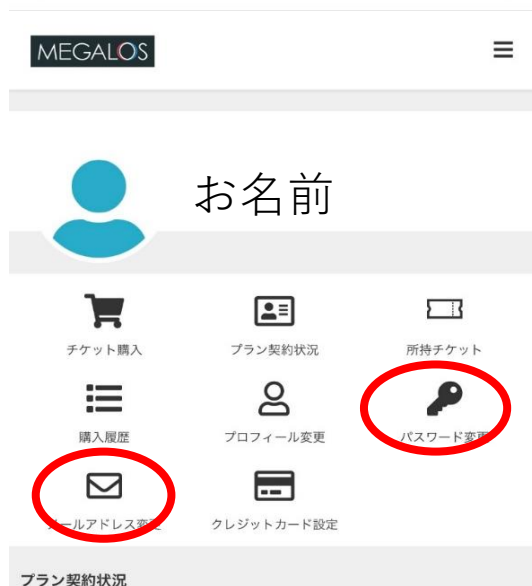 MEGALOS
お名前
チケット購入
プラン契約状況
所持チケット
購入履歴
プロフィール変更
パスワード変更
メールアドレス変更
クレジットカード設定
プラン契約状況